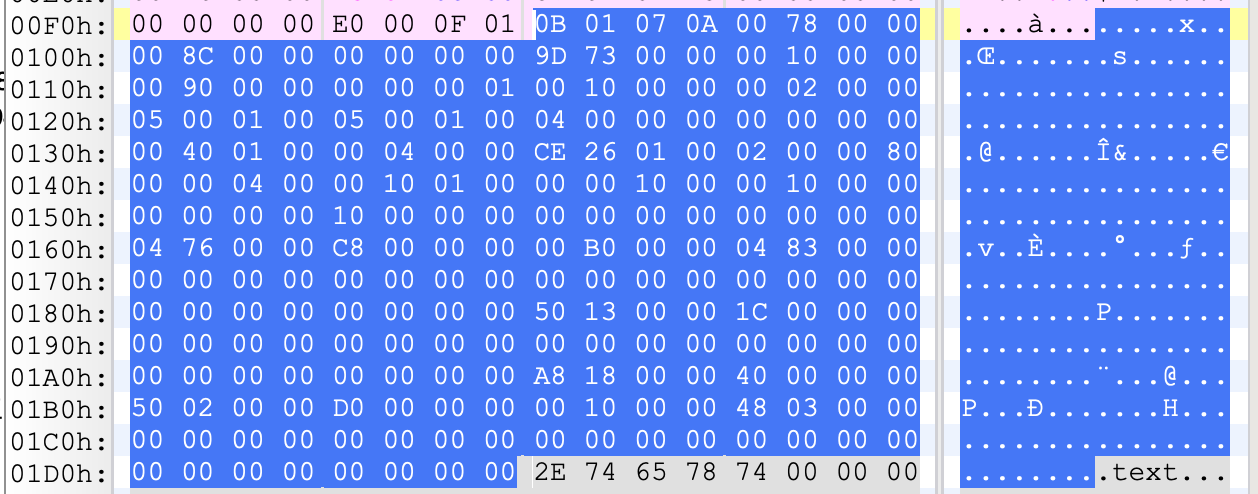 00F0h: 00 00 00 00 E0 00 0F 01 0B 01 07 0A 00 78 00 00 ....à........x..
0100h: 00 8C 00 00 00 00 00 00 9D 73 00 00 00 10 00 00 .Œ.......s......
0110h: 00 90 00 00 00 00 00 01 00 10 00 00 00 02 00 00 ................
0120h: 05 00 01 00 05 00 01 00 04 00 00 00 00 00 00 00 ................
0130h: 00 40 01 00 00 04 00 00 CE 26 01 00 02 00 00 80 .@......Î&.....€
0140h: 00 00 04 00 00 10 01 00 00 00 10 00 00 10 00 00 ................
0150h: 00 00 00 00 10 00 00 00 00 00 00 00 00 00 00 00 ................
0160h: 04 76 00 00 C8 00 00 00 00 B0 00 00 04 83 00 00 .v..È....°...ƒ..
0170h: 00 00 00 00 00 00 00 00 00 00 00 00 00 00 00 00 ................
0180h: 00 00 00 00 00 00 00 00 50 13 00 00 1C 00 00 00 ........P.......
0190h: 00 00 00 00 00 00 00 00 00 00 00 00 00 00 00 00 ................
01A0h: 00 00 00 00 00 00 00 00 A8 18 00 00 40 00 00 00 ........¨...@...
01B0h: 50 02 00 00 D0 00 00 00 00 10 00 00 48 03 00 00 P...Ð.......H...
01C0h: 00 00 00 00 00 00 00 00 00 00 00 00 00 00 00 00 ................
01D0h: 00 00 00 00 00 00 00 00 2E 74 65 78 74 00 00 00 .........text...